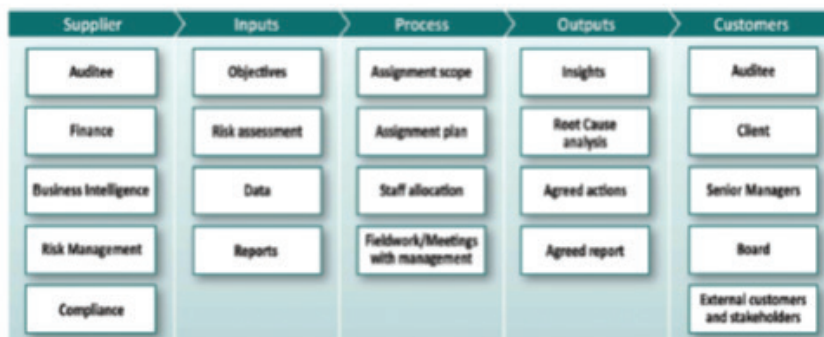 Supplier
Inputs
Process
Outputs
Customers
Auditee
Objectives
Assignment scope
Insights
Auditee
Finance
Risk assessment
Assignment plan
Root Cause
analysis
Client
Business Intelligence
Data
Staff allocation
Agreed actions
Senior Managers
Risk Management
Reports
Fieldwork/Meetings
with management
Agreed report
Board
Compliance
External customers
and stakeholders